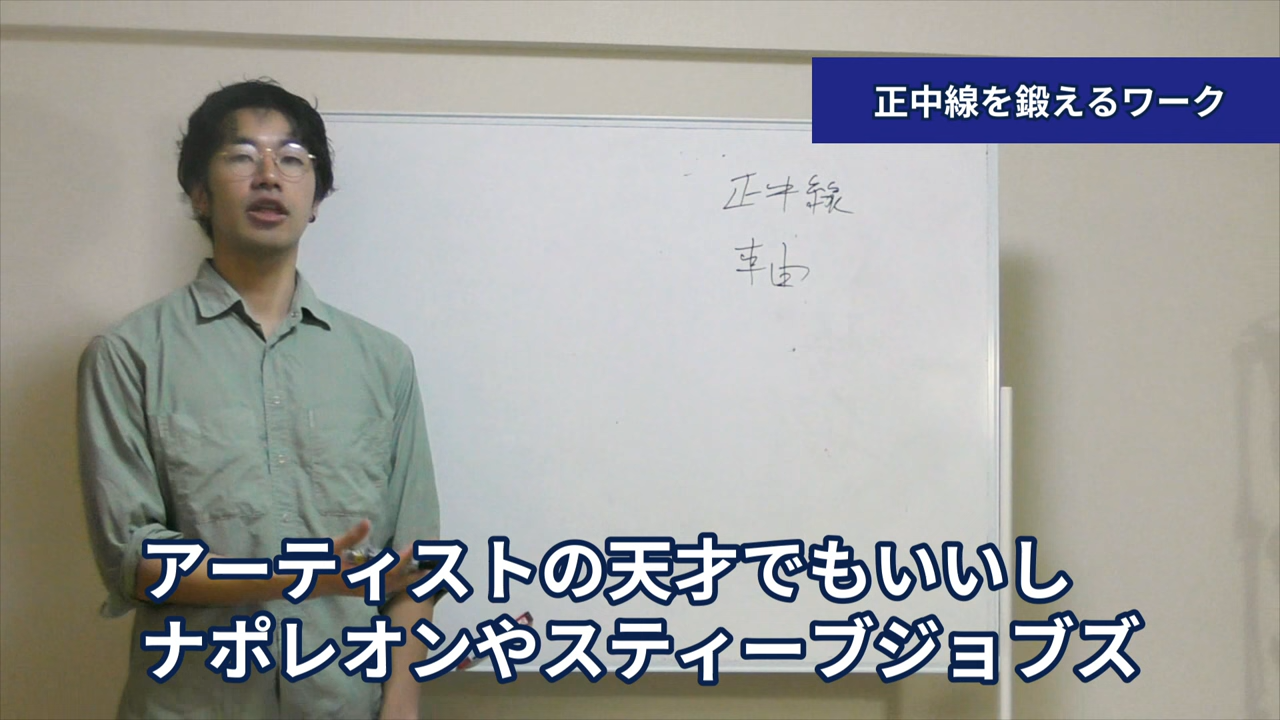 正中線を鍛えるワーク
正中線
軸
アーティストの天才でもいいし
ナポレオンやスティーブジョブズ